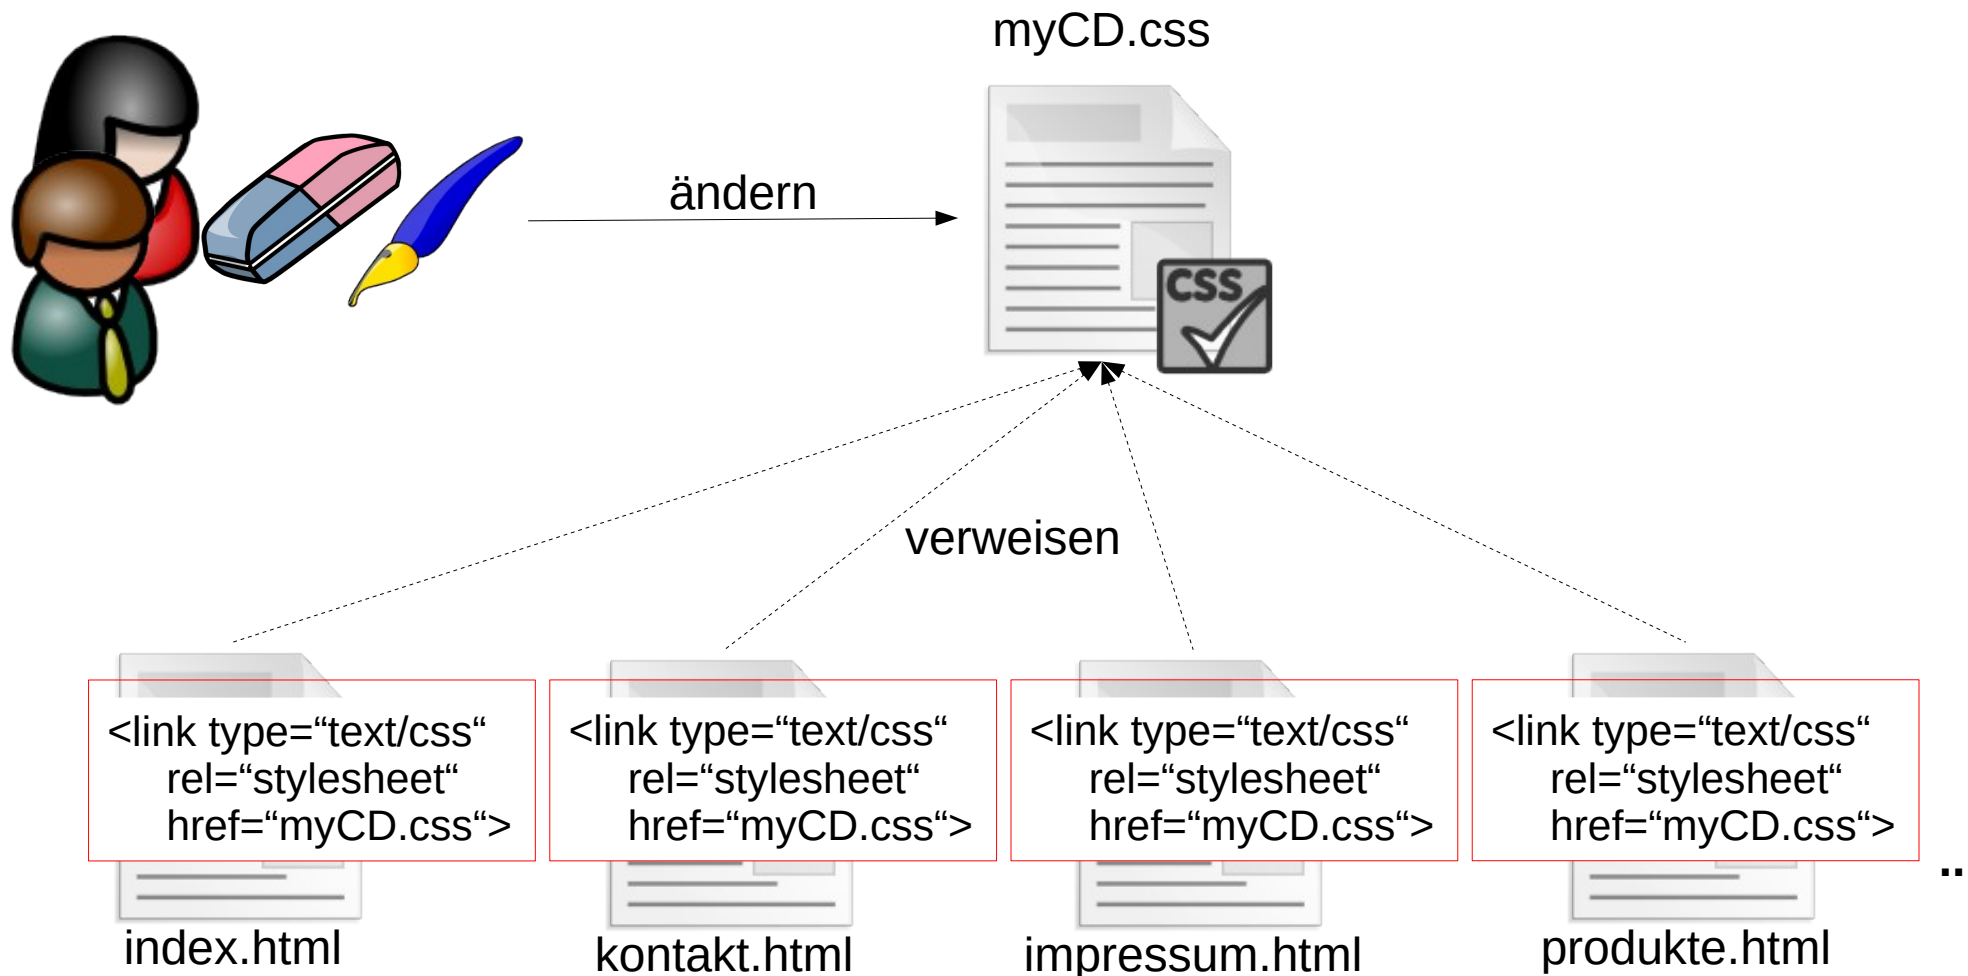 myCD.css
ändern
CSS
verweisen
<link type=“text/css“
rel=“stylesheet“
href=“myCD.css“>
<link type=“text/css“
rel=“stylesheet“
href=“myCD.css“>
<link type=“text/css“
rel=“stylesheet“
href=“myCD.css“>
<link type=“text/css“
rel=“stylesheet“
href=“myCD.css“>
..
index.html
kontakt.html
impressum.html
produkte.html